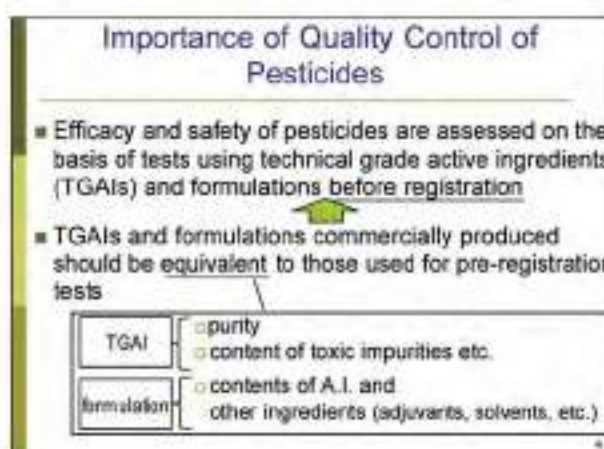 Importance of Quality Control of
Pesticides
Efficacy and safety of pesticides are assessed on the
basis of tests using technical grade active ingredients
(TGAIs) and formulations before registration
TGAIs and formulations commercially produced
should be equivalent to those used for pre-registration
tests
TGAI
purity
content of toxic impurities etc.
formulation
contents of A.I. and
other ingredients (adjuvants, solvents, etc.)